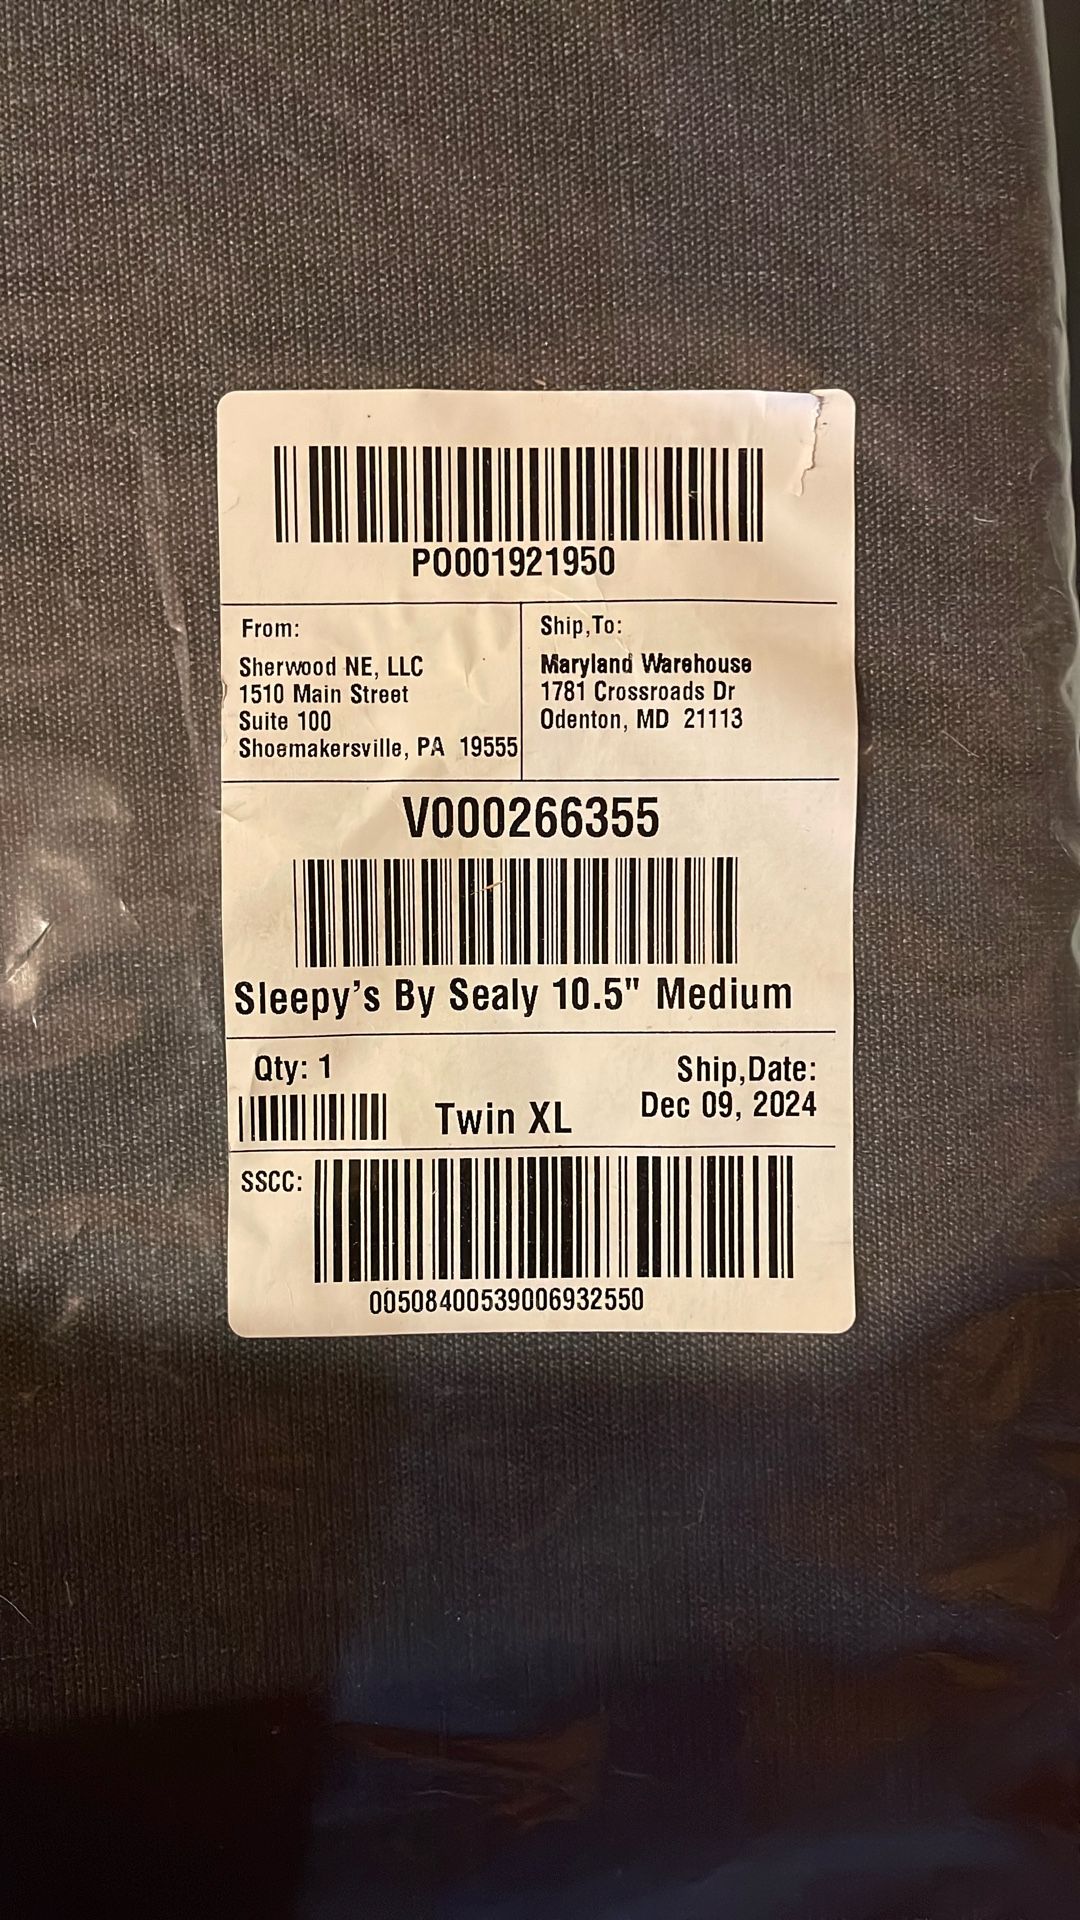 PO001921950
From:
Sherwood NE, LLC
1510 Main Street
Suite 100
Shoemakersville, PA 19555
Ship,To:
Maryland Warehouse
1781 Crossroads Dr
Odenton, MD 21113
V000266355
Sleepy's By Sealy 10.5" Medium
Qty: 1
Twin XL
Ship,Date:
Dec 09, 2024
SSCC:
00508400539006932550